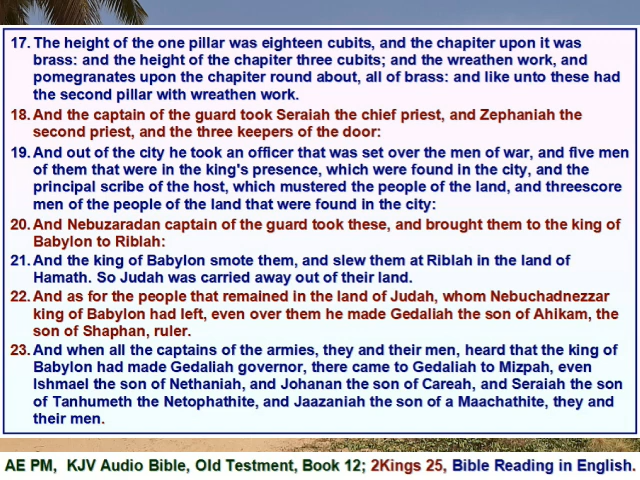 17. The height of the one pillar was eighteen cubits, and the chapiter upon it was
brass: and the height of the chapiter three cubits; and the wreathen work, and
pomegranates upon the chapiter round about, all of brass: and like unto these had
the second pillar with wreathen work.
18. And the captain of the guard took Seraiah the chief priest, and Zephaniah the
second priest, and the three keepers of the door:
19. And out of the city he took an officer that was set over the men of war, and five men
of them that were in the king's presence, which were found in the city, and the
principal scribe of the host, which mustered the people of the land, and threescore
men of the people of the land that were found in the city:
20. And Nebuzaradan captain of the guard took these, and brought them to the king of
Babylon to Riblah:
21. And the king of Babylon smote them, and slew them at Riblah in the land of
Hamath. So Judah was carried away out of their land.
22. And as for the people that remained in the land of Judah, whom Nebuchadnezzar
king of Babylon had left, even over them he made Gedaliah the son of Ahikam, the
son of Shaphan, ruler.
23. And when all the captains of the armies, they and their men, heard that the king of
Babylon had made Gedaliah governor, there came to Gedaliah to Mizpah, even
Ishmael the son of Nethaniah, and Johanan the son of Careah, and Seraiah the son
of Tanhumeth the Netophathite, and Jaazaniah the son of a Maachathite, they and
their men.
AE PM, KJV Audio Bible, Old Testment, Book 12; 2Kings 25, Bible Reading in English.